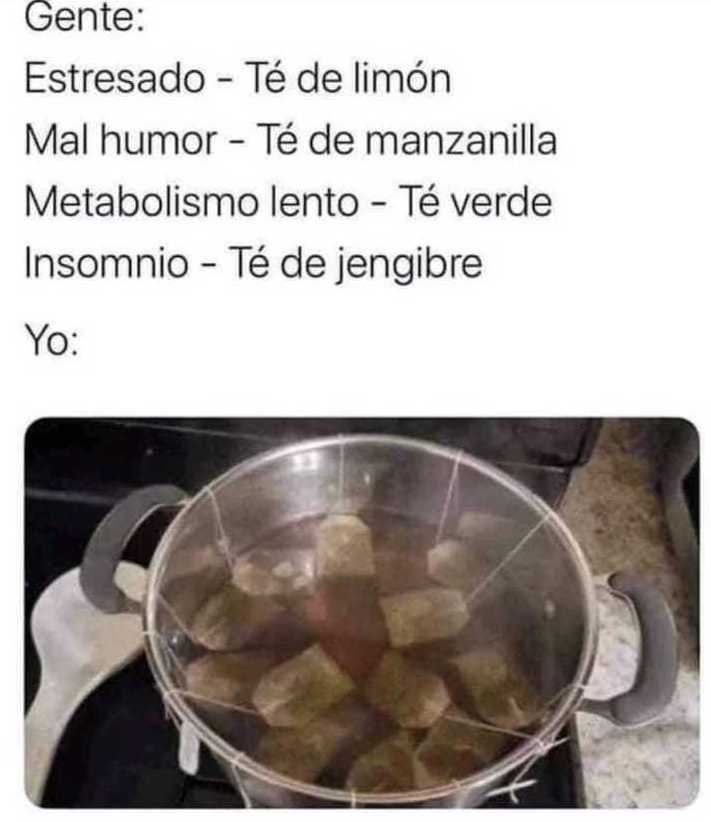 Gente:
Estresado - Té de limón
Mal humor - Té de manzanilla
Metabolismo lento - Té verde
Insomnio - Té de jengibre
Yo: